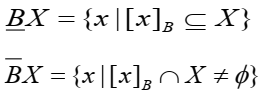 B̲X = {x | [x]_B ⊆ X}
B̅X = {x | [x]_B ∩ X ≠ ϕ}